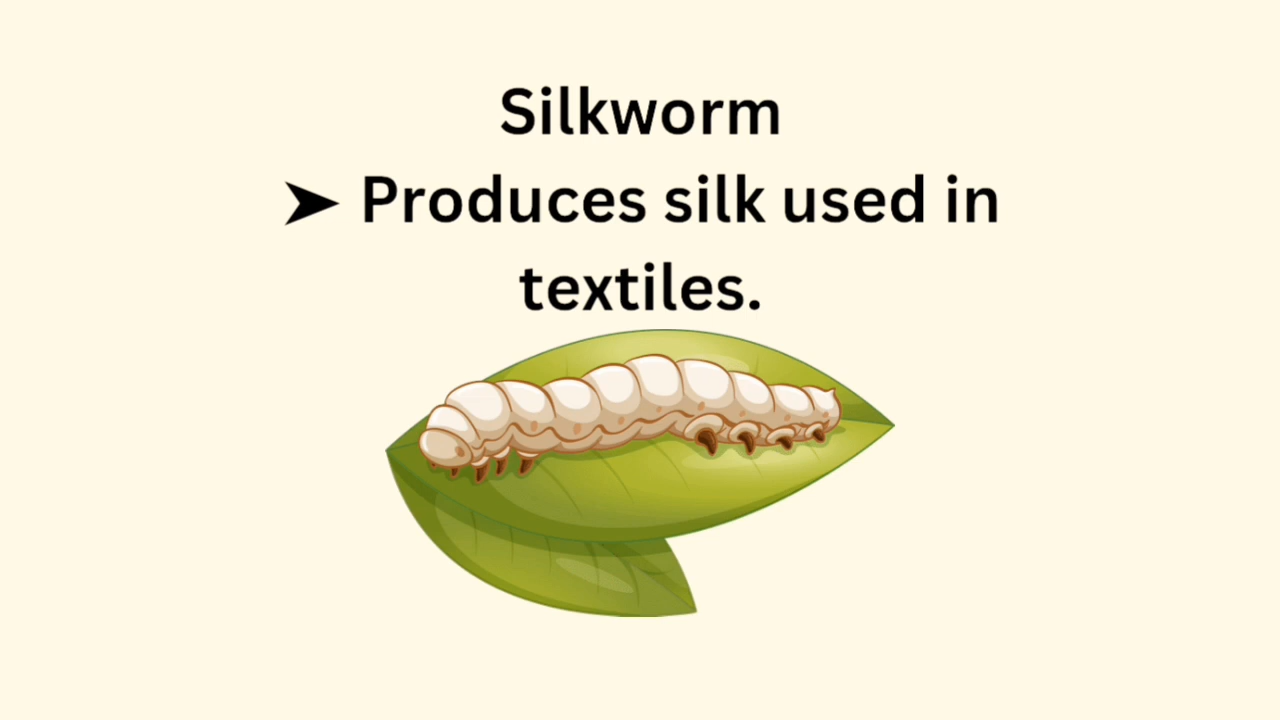 Silkworm
➤ Produces silk used in
textiles.